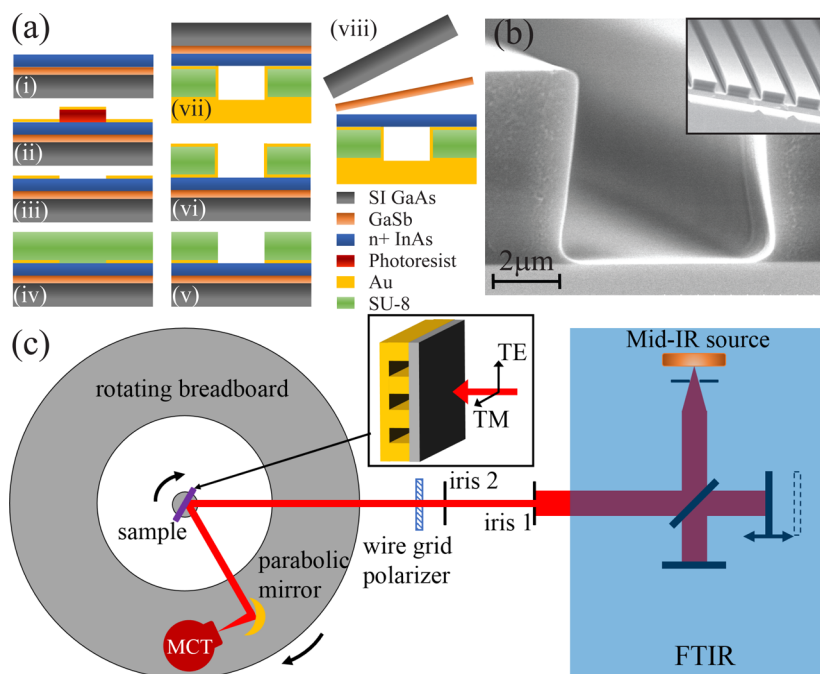 (a)
(i)
(ii)
(iii)
(iv)
(vii)
(vi)
(v)
(viii)
SI GaAs
GaSb
n+ InAs
Photoresist
Au
SU-8
(b)
2μm
(c)
rotating breadboard
sample
parabolic
mirror
MCT
TE
TM
iris 2
iris 1
wire grid
polarizer
Mid-IR source
FTIR